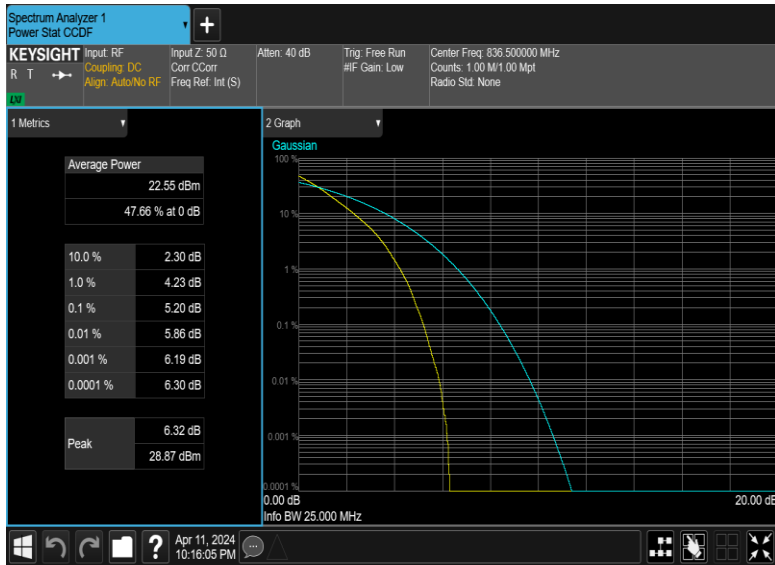 Spectrum Analyzer 1
Power Stat CCDF
+
KEYSIGHT
R T
LXI
Input: RF
Coupling: DC
Align: Auto/No RF
Input Z: 50 Ω
Corr CCorr
Freq Ref: Int (S)
Atten: 40 dB
Trig: Free Run
#IF Gain: Low
Center Freq: 836.500000 MHz
Counts: 1.00 M/1.00 Mpt
Radio Std: None
1 Metrics
Average Power
22.55 dBm
47.66 % at 0 dB
10.0 % 2.30 dB
1.0 % 4.23 dB
0.1 % 5.20 dB
0.01 % 5.86 dB
0.001 % 6.19 dB
0.0001 % 6.30 dB
Peak
6.32 dB
28.87 dBm
2 Graph
Gaussian
100 %
10 %
1 %
0.1 %
0.01 %
0.001 %
0.0001 %
0.00 dB
20.00 dB
Info BW 25.000 MHz
?
Apr 11, 2024
10:16:05 PM